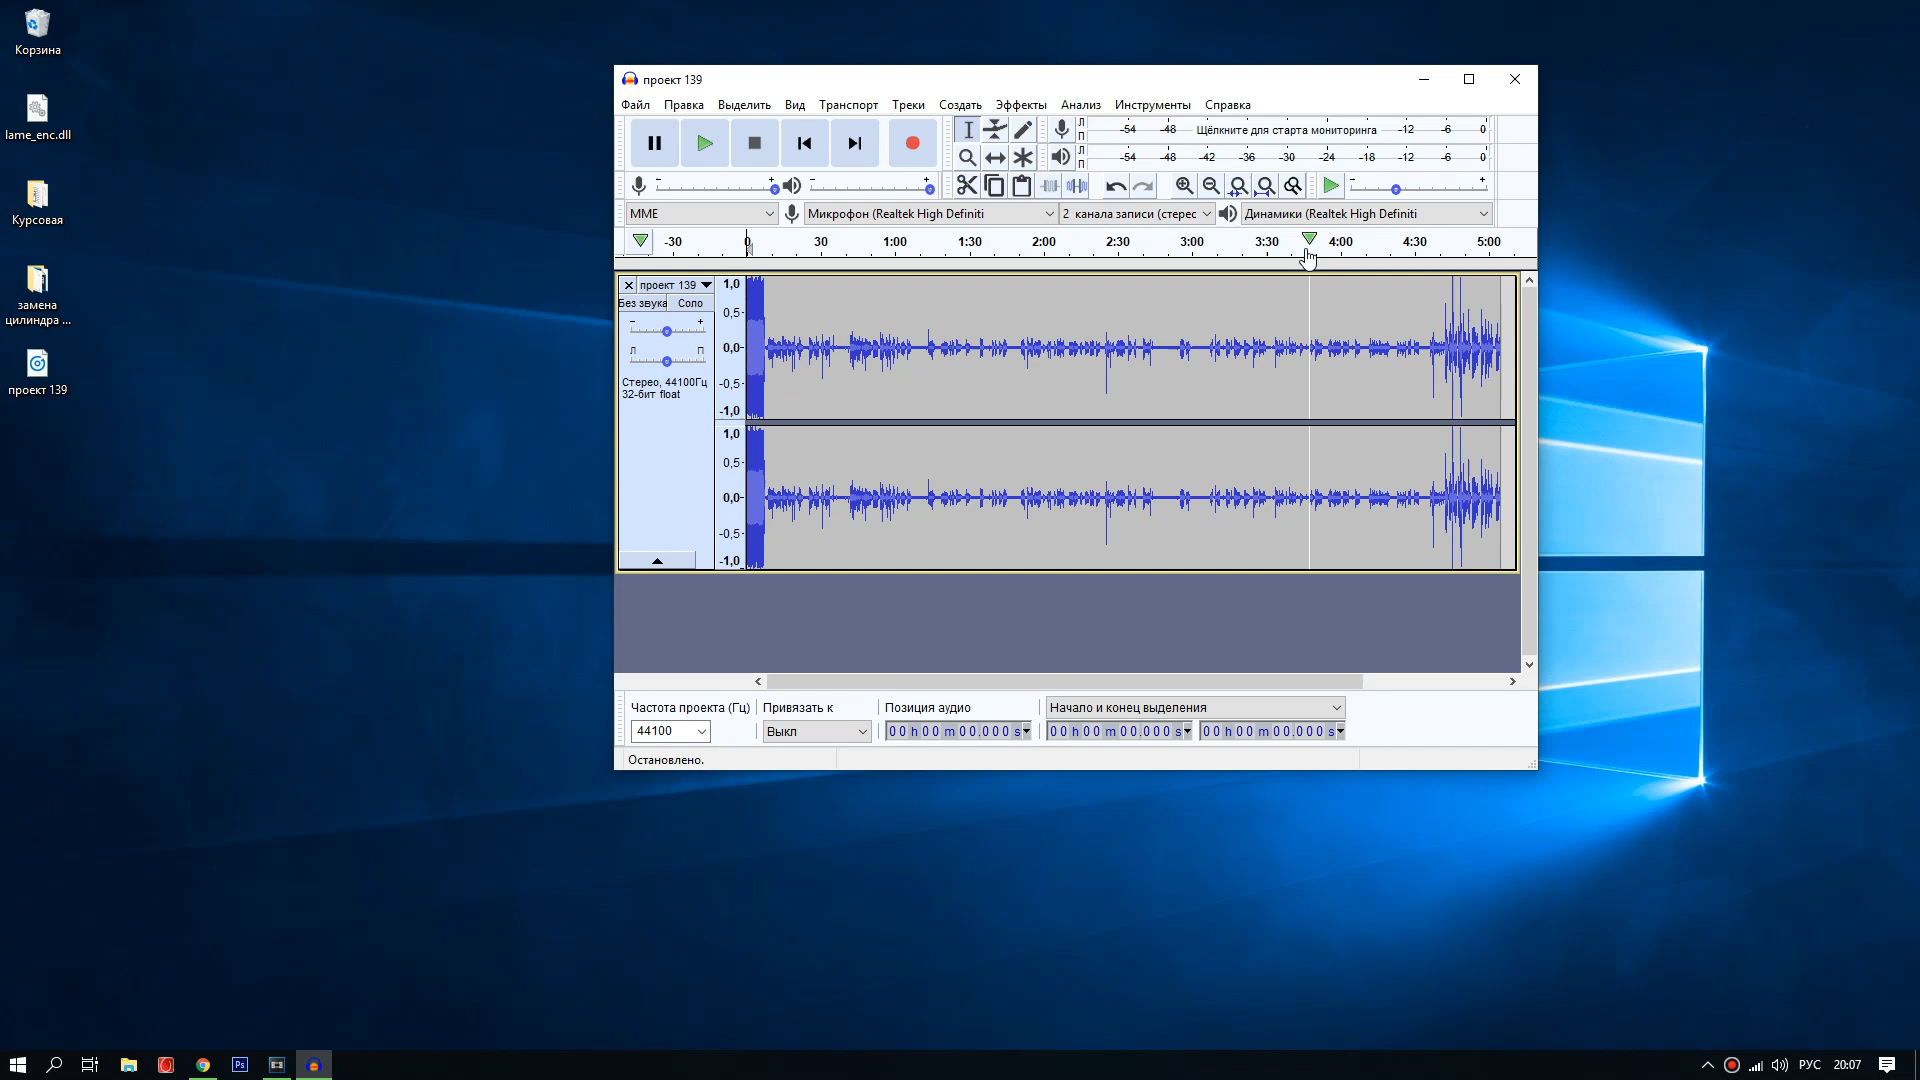 Корзина
lame_enc.dll
Курсовая
замена
цилиндра ...
проект 139
проект 139
Файл Правка Выделить Вид Транспорт Треки Создать Эффекты Анализ Инструменты Справка
Л П -54 -48 Щёлкните для старта мониторинга -12 -6 0
Л П -54 -48 -42 -36 -30 -24 -18 -12 -6 0
- + - + - +
MME Микрофон (Realtek High Definiti 2 канала записи (стерес Динамики (Realtek High Definiti
-30 0 30 1:00 1:30 2:00 2:30 3:00 3:30 4:00 4:30 5:00
проект 139
Без звука Соло
- +
Л П
Стерео, 44100Гц
32-бит float
1,0
0,5
0,0
-0,5
-1,0
1,0
0,5
0,0
-0,5
-1,0
Частота проекта (Гц) Привязать к Позиция аудио Начало и конец выделения
44100 Выкл 00 h 00 m 00.000 s 00 h 00 m 00.000 s 00 h 00 m 00.000 s
Остановлено.
Ps РУС 20:07